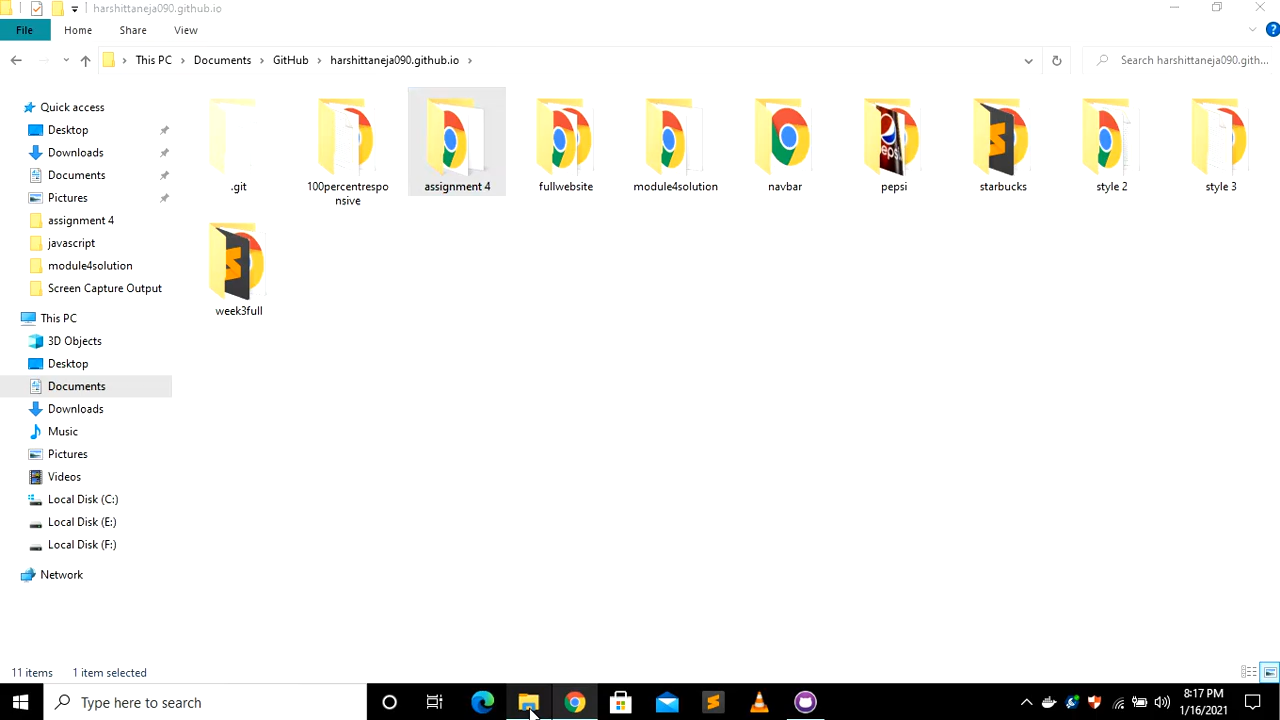 harshittaneja090.github.io
File Home Share View
This PC Documents GitHub harshittaneja090.github.io
Search harshittaneja090.gith...
Quick access
Desktop
Downloads
Documents
Pictures
assignment 4
javascript
module4solution
Screen Capture Output
This PC
3D Objects
Desktop
Documents
Downloads
Music
Pictures
Videos
Local Disk (C:)
Local Disk (E:)
Local Disk (F:)
Network
.git
100percentrespo
nsive
assignment 4
fullwebsite
module4solution
navbar
pepsi
starbucks
style 2
style 3
week3full
11 items 1 item selected
Type here to search
8:17 PM
1/16/2021